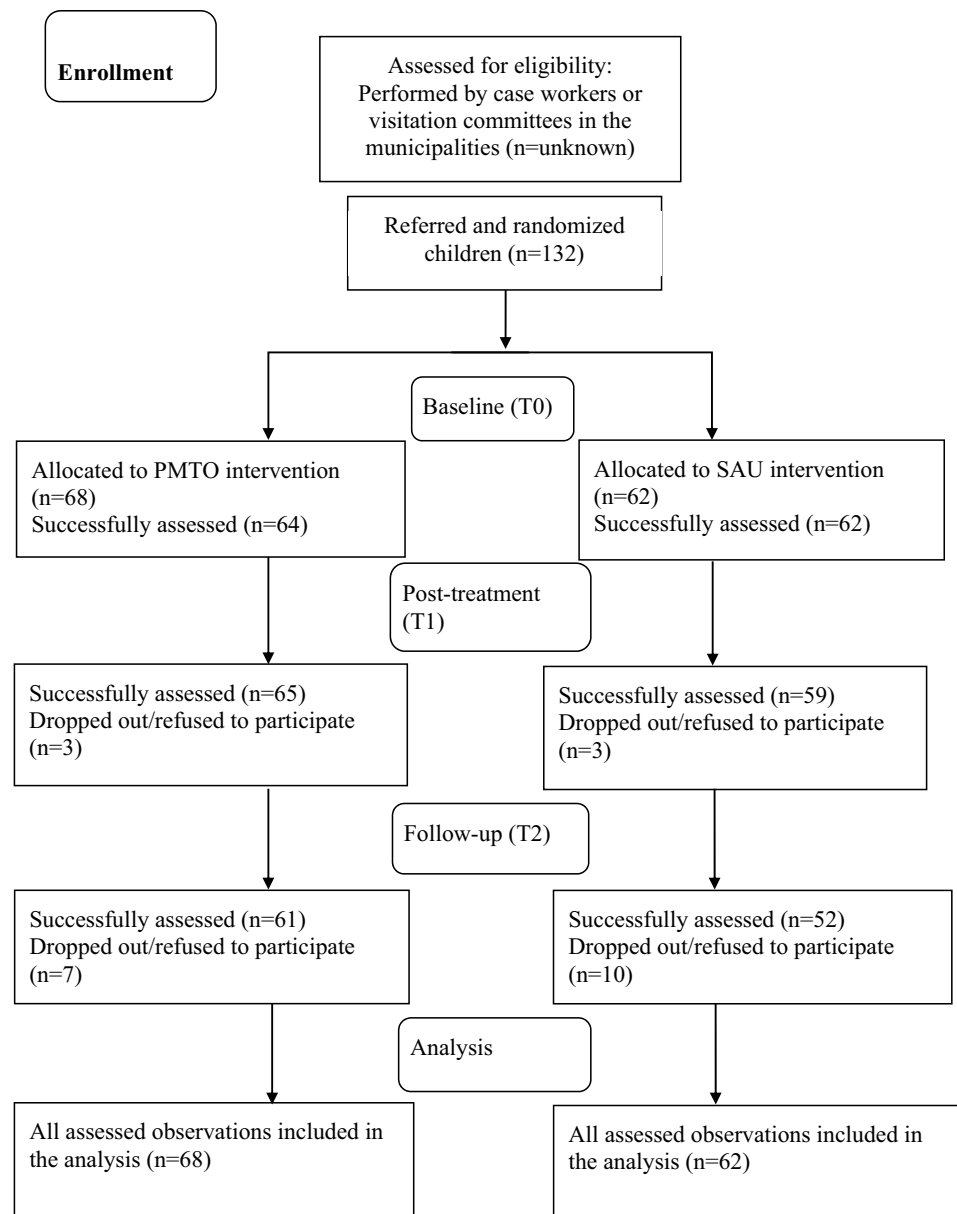 Enrollment
Assessed for eligibility:
Performed by case workers or
visitation committees in the
municipalities (n=unknown)
Referred and randomized
children (n=132)
Baseline (T0)
Allocated to PMTO intervention
(n=68)
Successfully assessed (n=64)
Allocated to SAU intervention
(n=62)
Successfully assessed (n=62)
Post-treatment
(T1)
Successfully assessed (n=65)
Dropped out/refused to participate
(n=3)
Successfully assessed (n=59)
Dropped out/refused to participate
(n=3)
Follow-up (T2)
Successfully assessed (n=61)
Dropped out/refused to participate
(n=7)
Successfully assessed (n=52)
Dropped out/refused to participate
(n=10)
Analysis
All assessed observations included in
the analysis (n=68)
All assessed observations included in
the analysis (n=62)